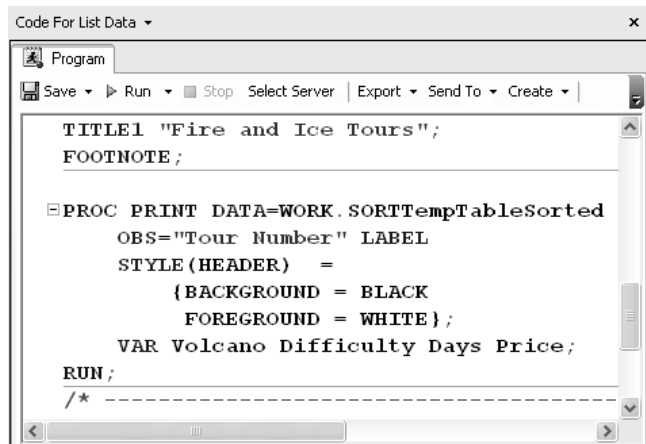 Code For List Data
Program
Save Run Stop Select Server Export Send To Create
TITLE1 "Fire and Ice Tours";
FOOTNOTE;
PROC PRINT DATA=WORK.SORTTempTableSorted
OBS="Tour Number" LABEL
STYLE(HEADER) =
{BACKGROUND = BLACK
FOREGROUND = WHITE};
VAR Volcano Difficulty Days Price;
RUN;
/* --------------------------------------